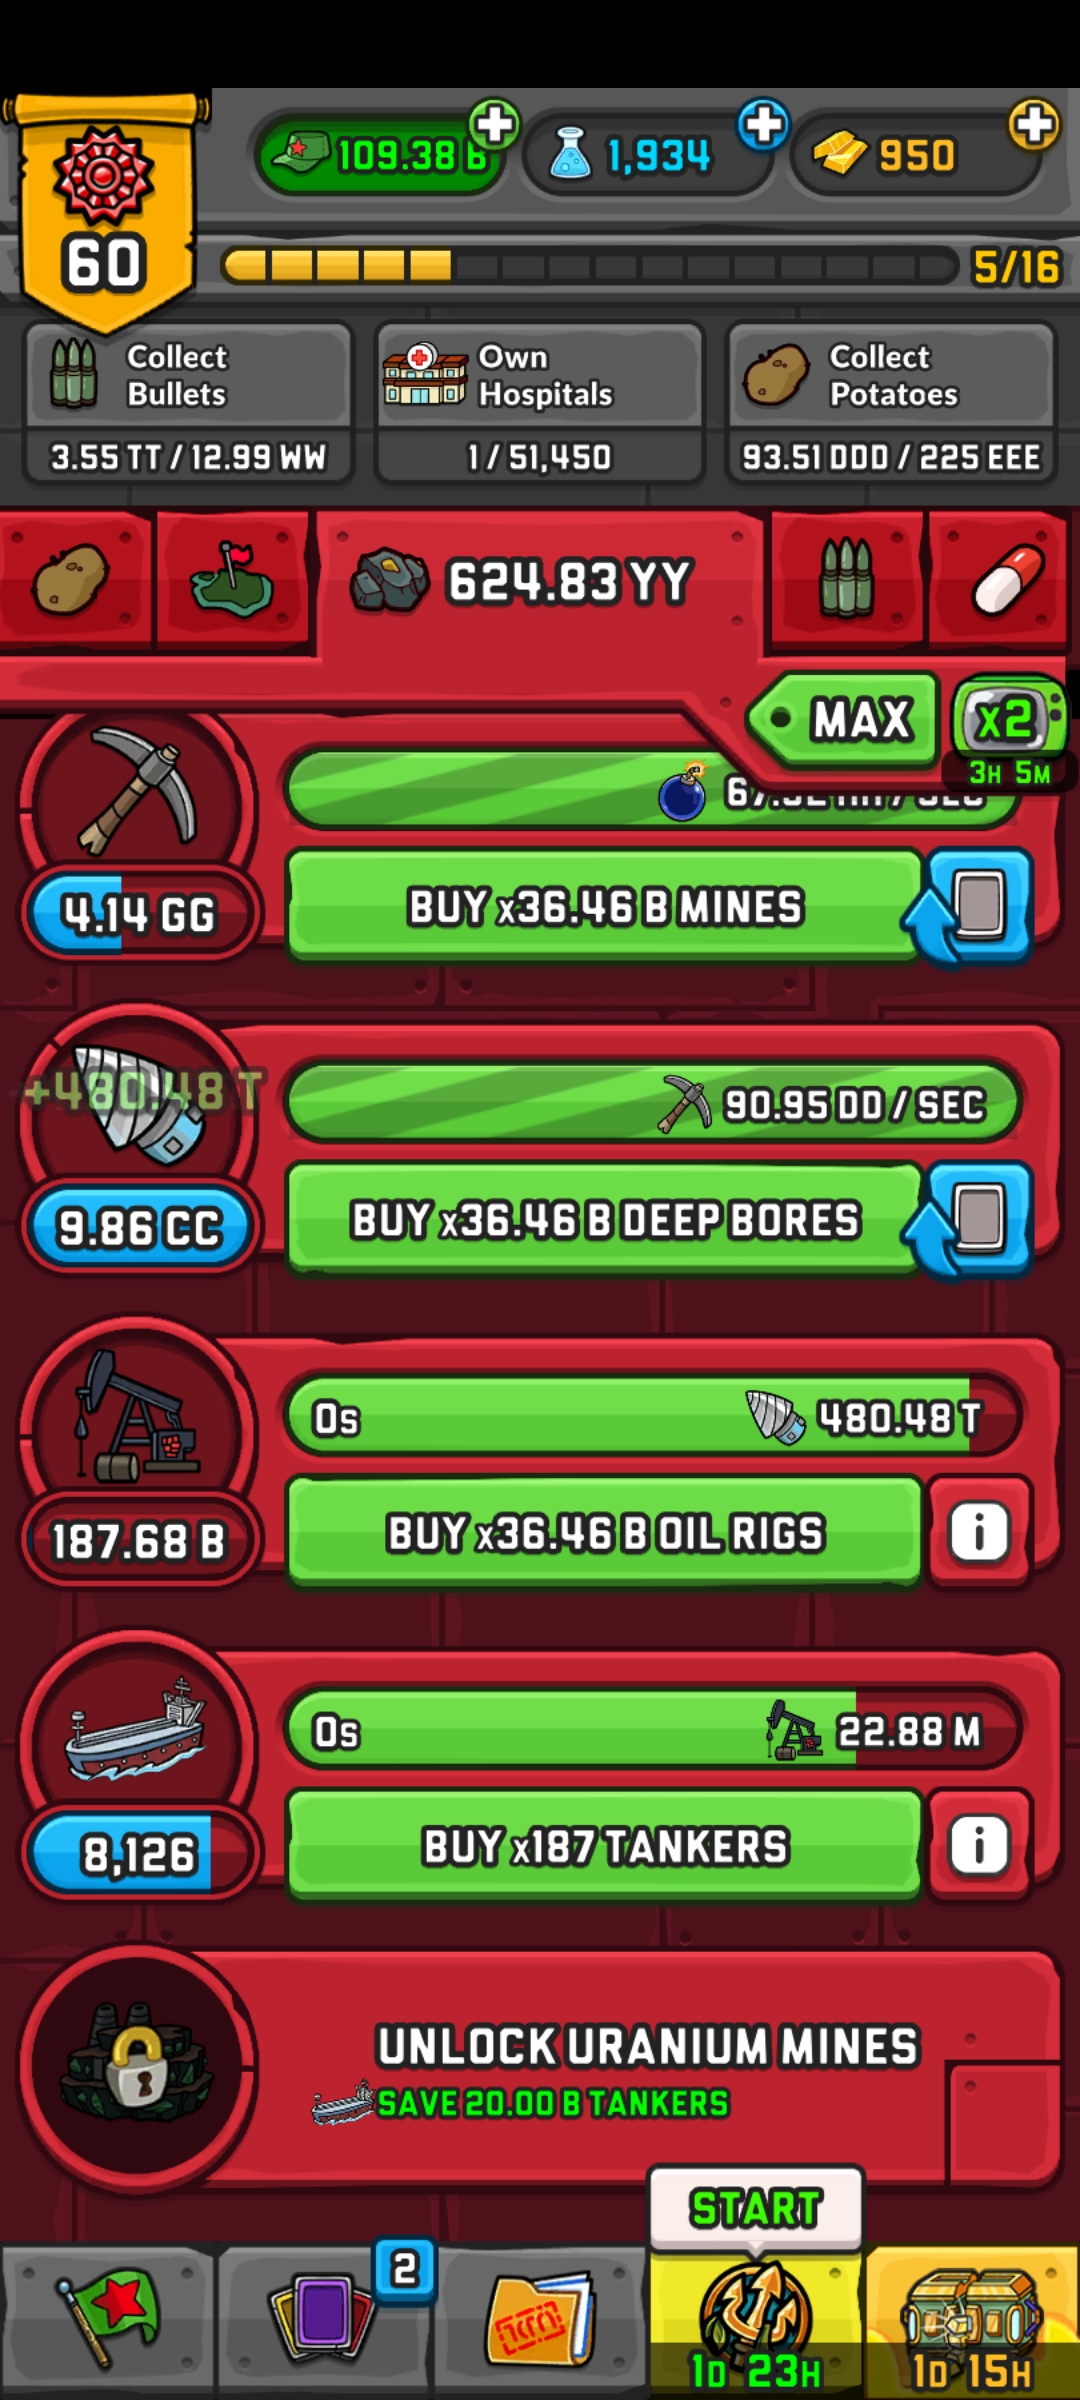 109.38 B
1,934
950
60
5/16
Collect
Bullets
3.55 TT / 12.99 WW
Own
Hospitals
1 / 51,450
Collect
Potatoes
93.51 DDD / 225 EEE
624.83 YY
MAX
x2
3H 5M
4.14 GG
BUY x36.46 B MINES
+480.48 T
90.95 DD / SEC
9.86 CC
BUY x36.46 B DEEP BORES
0s
480.48 T
187.68 B
BUY x36.46 B OIL RIGS
i
0s
22.88 M
8,126
BUY x187 TANKERS
i
UNLOCK URANIUM MINES
SAVE 20.00 B TANKERS
START
2
1D 23H
1D 15H